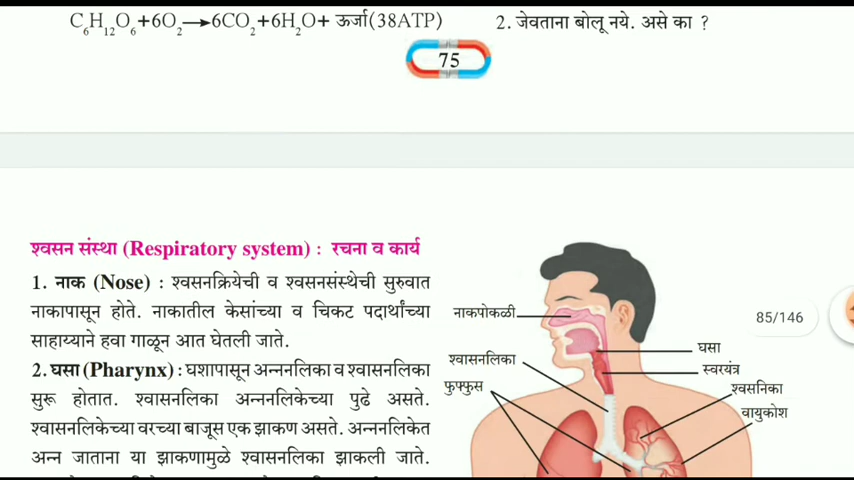 C₆H₁₂O₆+6O₂→6CO₂+6H₂O+ ऊर्जा(38ATP)
2. जेवताना बोलू नये. असे का ?
75
श्वसन संस्था (Respiratory system) : रचना व कार्य
1. नाक (Nose) : श्वसनक्रियेची व श्वसनसंस्थेची सुरुवात
नाकापासून होते. नाकातील केसांच्या व चिकट पदार्थांच्या
साहाय्याने हवा गाळून आत घेतली जाते.
2. घसा (Pharynx) : घशापासून अन्ननलिका व श्वासनलिका
सुरू होतात. श्वासनलिका अन्ननलिकेच्या पुढे असते.
श्वासनलिकेच्या वरच्या बाजूस एक झाकण असते. अन्ननलिकेत
अन्न जाताना या झाकणामुळे श्वासनलिका झाकली जाते.
नाकपोकळी
श्वासनलिका
फुफ्फुस
घसा
स्वरयंत्र
श्वसनिका
वायुकोश
85/146